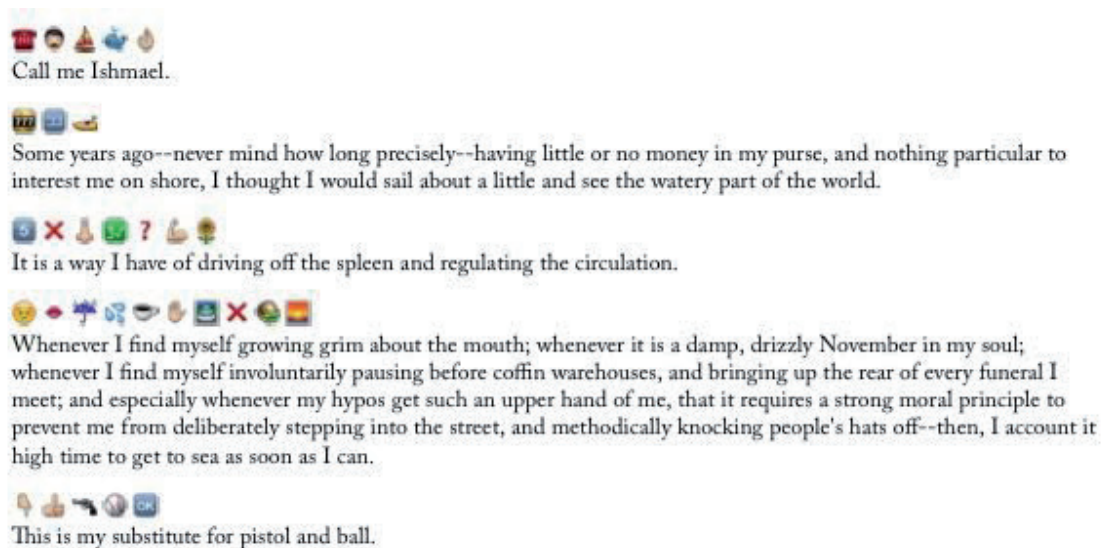 Call me Ishmael.
Some years ago--never mind how long precisely--having little or no money in my purse, and nothing particular to
interest me on shore, I thought I would sail about a little and see the watery part of the world.
It is a way I have of driving off the spleen and regulating the circulation.
Whenever I find myself growing grim about the mouth; whenever it is a damp, drizzly November in my soul;
whenever I find myself involuntarily pausing before coffin warehouses, and bringing up the rear of every funeral I
meet; and especially whenever my hypos get such an upper hand of me, that it requires a strong moral principle to
prevent me from deliberately stepping into the street, and methodically knocking people's hats off--then, I account it
high time to get to sea as soon as I can.
This is my substitute for pistol and ball.